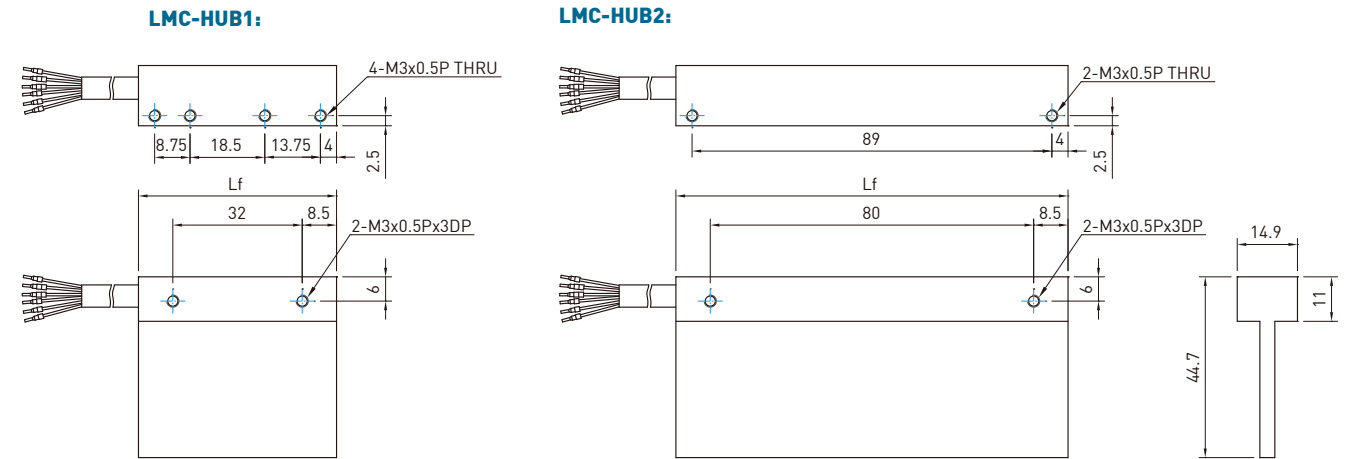 LMC-HUB1:
4-M3x0.5P THRU
8.75 18.5 13.75 4
2.5
Lf
32 8.5
2-M3x0.5Px3DP
6
LMC-HUB2:
2-M3x0.5P THRU
89 4
2.5
Lf
80 8.5
2-M3x0.5Px3DP
6
14.9
11
44.7